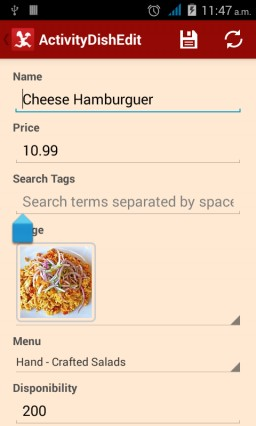 11:47 a.m.
ActivityDishEdit
Name
Cheese Hamburguer
Price
10.99
Search Tags
Search terms separated by space
ge
Menu
Hand - Crafted Salads
Disponibility
200